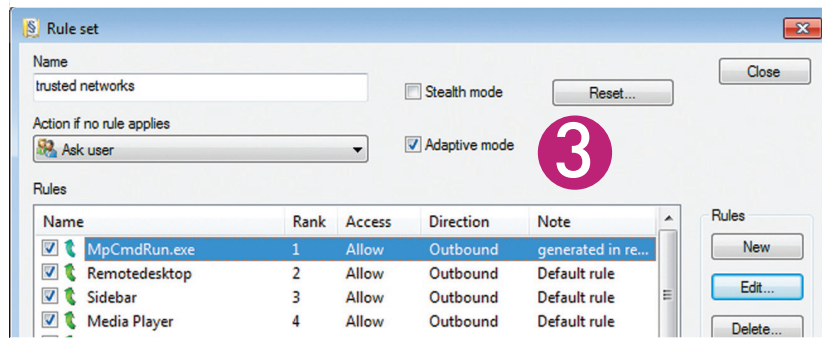 Rule set
Name
trusted networks
Stealth mode
Reset...
Close
Action if no rule applies
Ask user
Adaptive mode
3
Rules
Name Rank Access Direction Note
MpCmdRun.exe 1 Allow Outbound generated in re...
Remotedesktop 2 Allow Outbound Default rule
Sidebar 3 Allow Outbound Default rule
Media Player 4 Allow Outbound Default rule
Rules
New
Edit...
Delete...